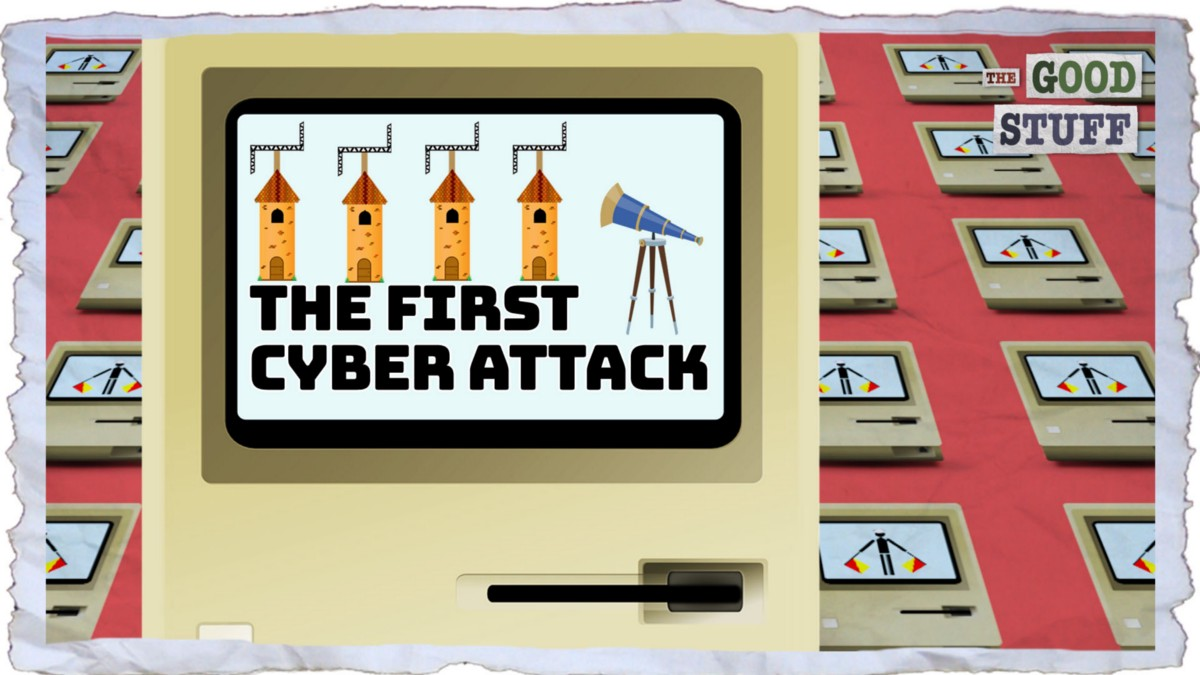 THE FIRST
CYBER ATTACK
THE GOOD
STUFF